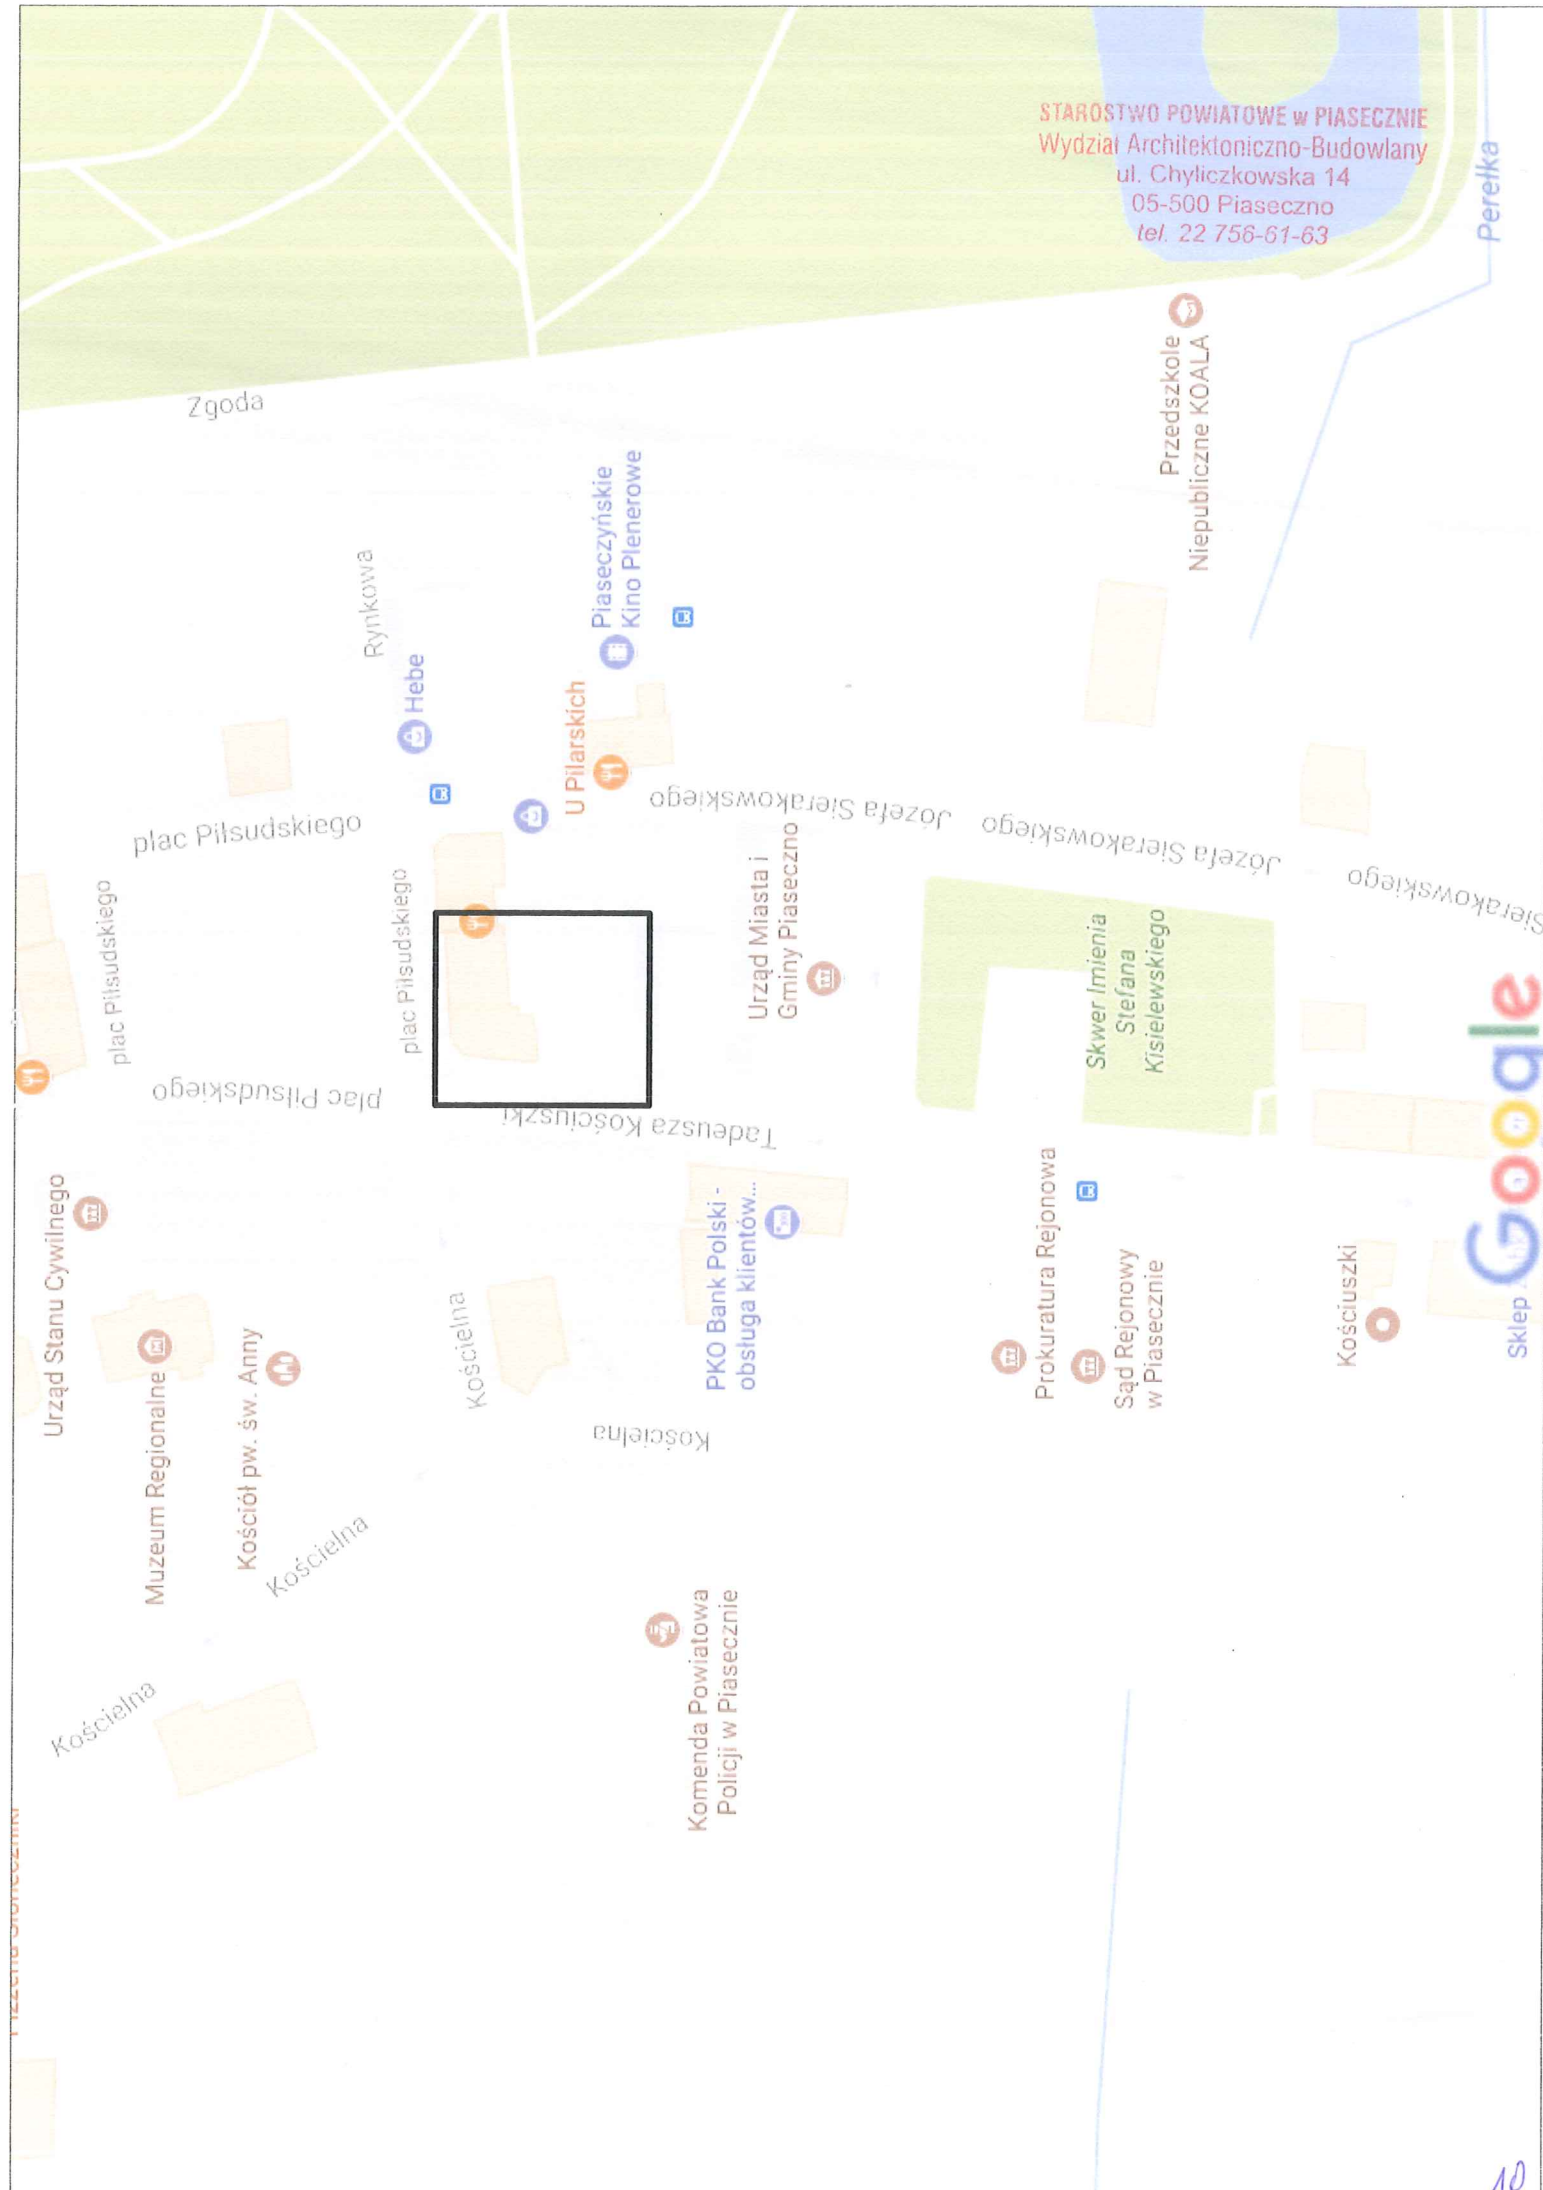 STAROSTWO POWIATOWE w PIASECZNIE
Wydział Architektoniczno-Budowlany
ul. Chyliczkowska 14
05-500 Piaseczno
tel. 22 756-61-63
Perełka
Zgoda
Przedszkole
Niepubliczne KOALA
Rynkowa
Piaseczyńskie
Kino Plenerowe
Hebe
U Pilarskich
plac Piłsudskiego
plac Piłsudskiego
plac Piłsudskiego
plac Piłsudskiego
Józefa Sierakowskiego
Józefa Sierakowskiego
Sierakowskiego
Urząd Miasta i
Gminy Piaseczno
Skwer Imienia
Stefana
Kisielewskiego
Tadeusza Kościuszki
Google
Urząd Stanu Cywilnego
Muzeum Regionalne
Kościół pw. św. Anny
Kościelna
Kościelna
Kościelna
Kościelna
PKO Bank Polski -
obsługa klientów...
Prokuratura Rejonowa
Sąd Rejonowy
w Piasecznie
Kościuszki
Sklep
Komenda Powiatowa
Policji w Piasecznie
10